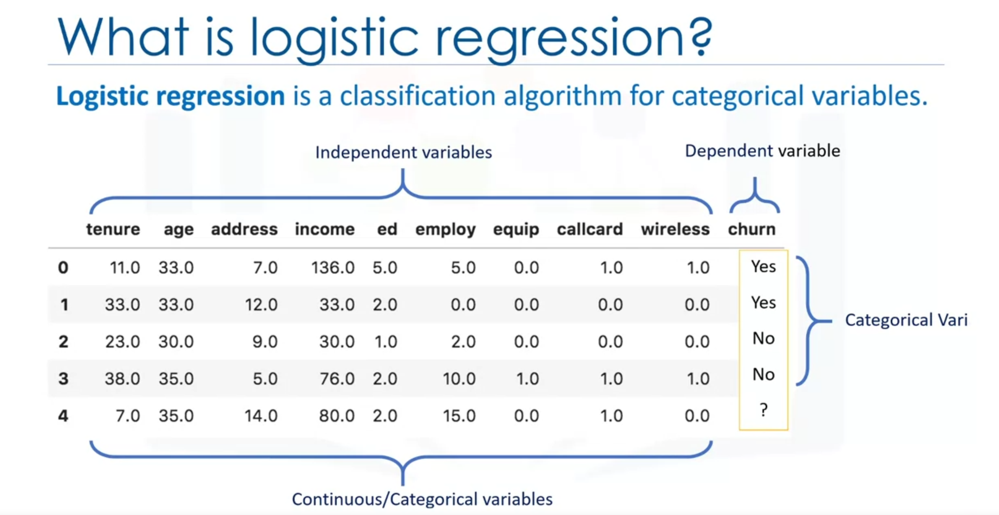 What is logistic regression?
Logistic regression is a classification algorithm for categorical variables.
Independent variables
Dependent variable
tenure age address income ed employ equip callcard wireless churn
0 11.0 33.0 7.0 136.0 5.0 5.0 0.0 1.0 1.0 Yes
1 33.0 33.0 12.0 33.0 2.0 0.0 0.0 0.0 0.0 Yes
2 23.0 30.0 9.0 30.0 1.0 2.0 0.0 0.0 0.0 No
3 38.0 35.0 5.0 76.0 2.0 10.0 1.0 1.0 1.0 No
4 7.0 35.0 14.0 80.0 2.0 15.0 0.0 1.0 0.0 ?
Categorical Vari
Continuous/Categorical variables